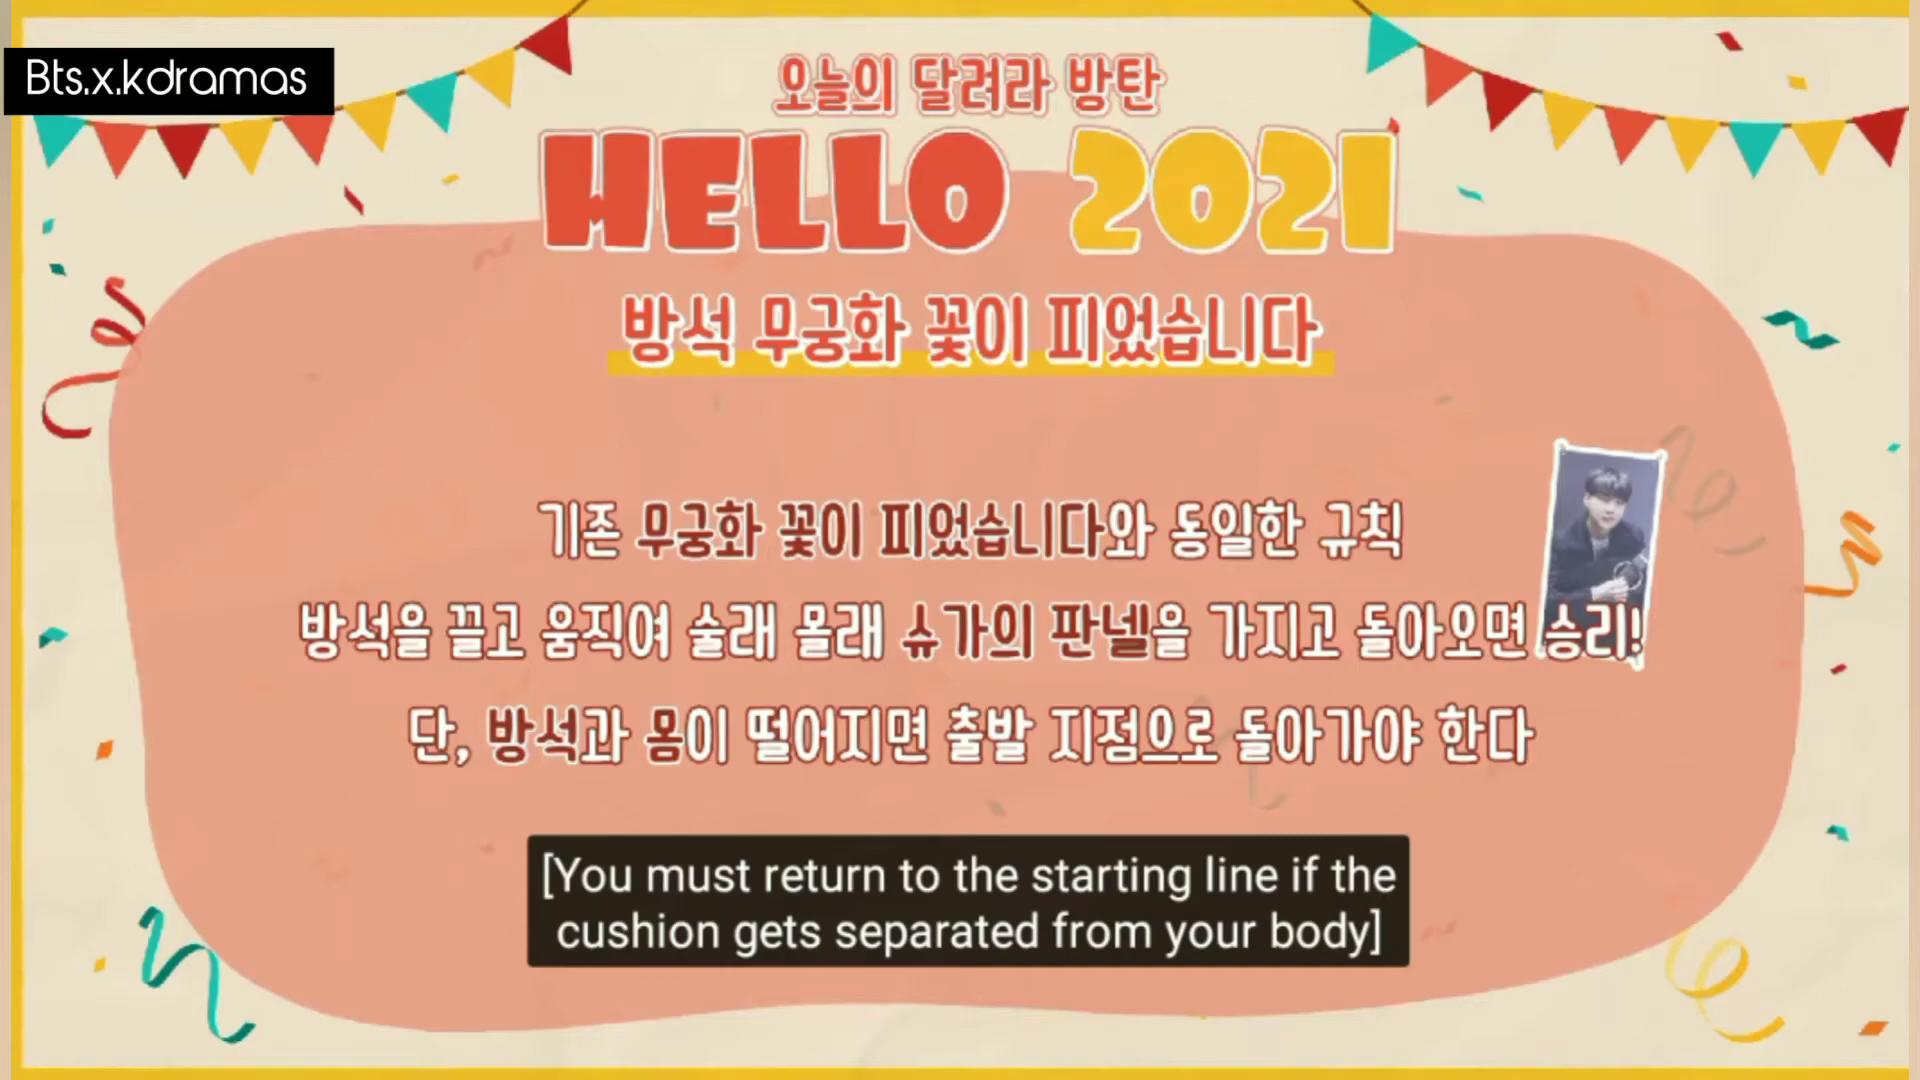 Bts.x.kdramas
오늘의 달려라 방탄
HELLO 2021
방석 무궁화 꽃이 피었습니다
기존 무궁화 꽃이 피었습니다와 동일한 규칙
방석을 끌고 움직여 술래 몰래 슈가의 판넬을 가지고 돌아오면 승리!
단, 방석과 몸이 떨어지면 출발 지점으로 돌아가야 한다
[You must return to the starting line if the
cushion gets separated from your body]